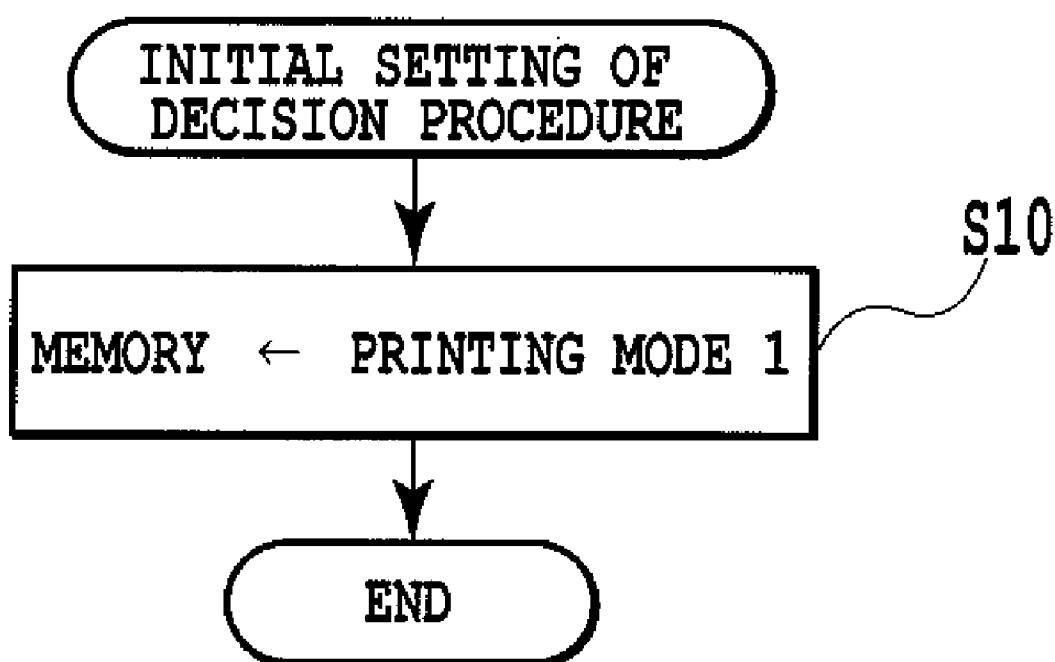 INITIAL SETTING OF
DECISION PROCEDURE
S10
MEMORY ← PRINTING MODE 1
END